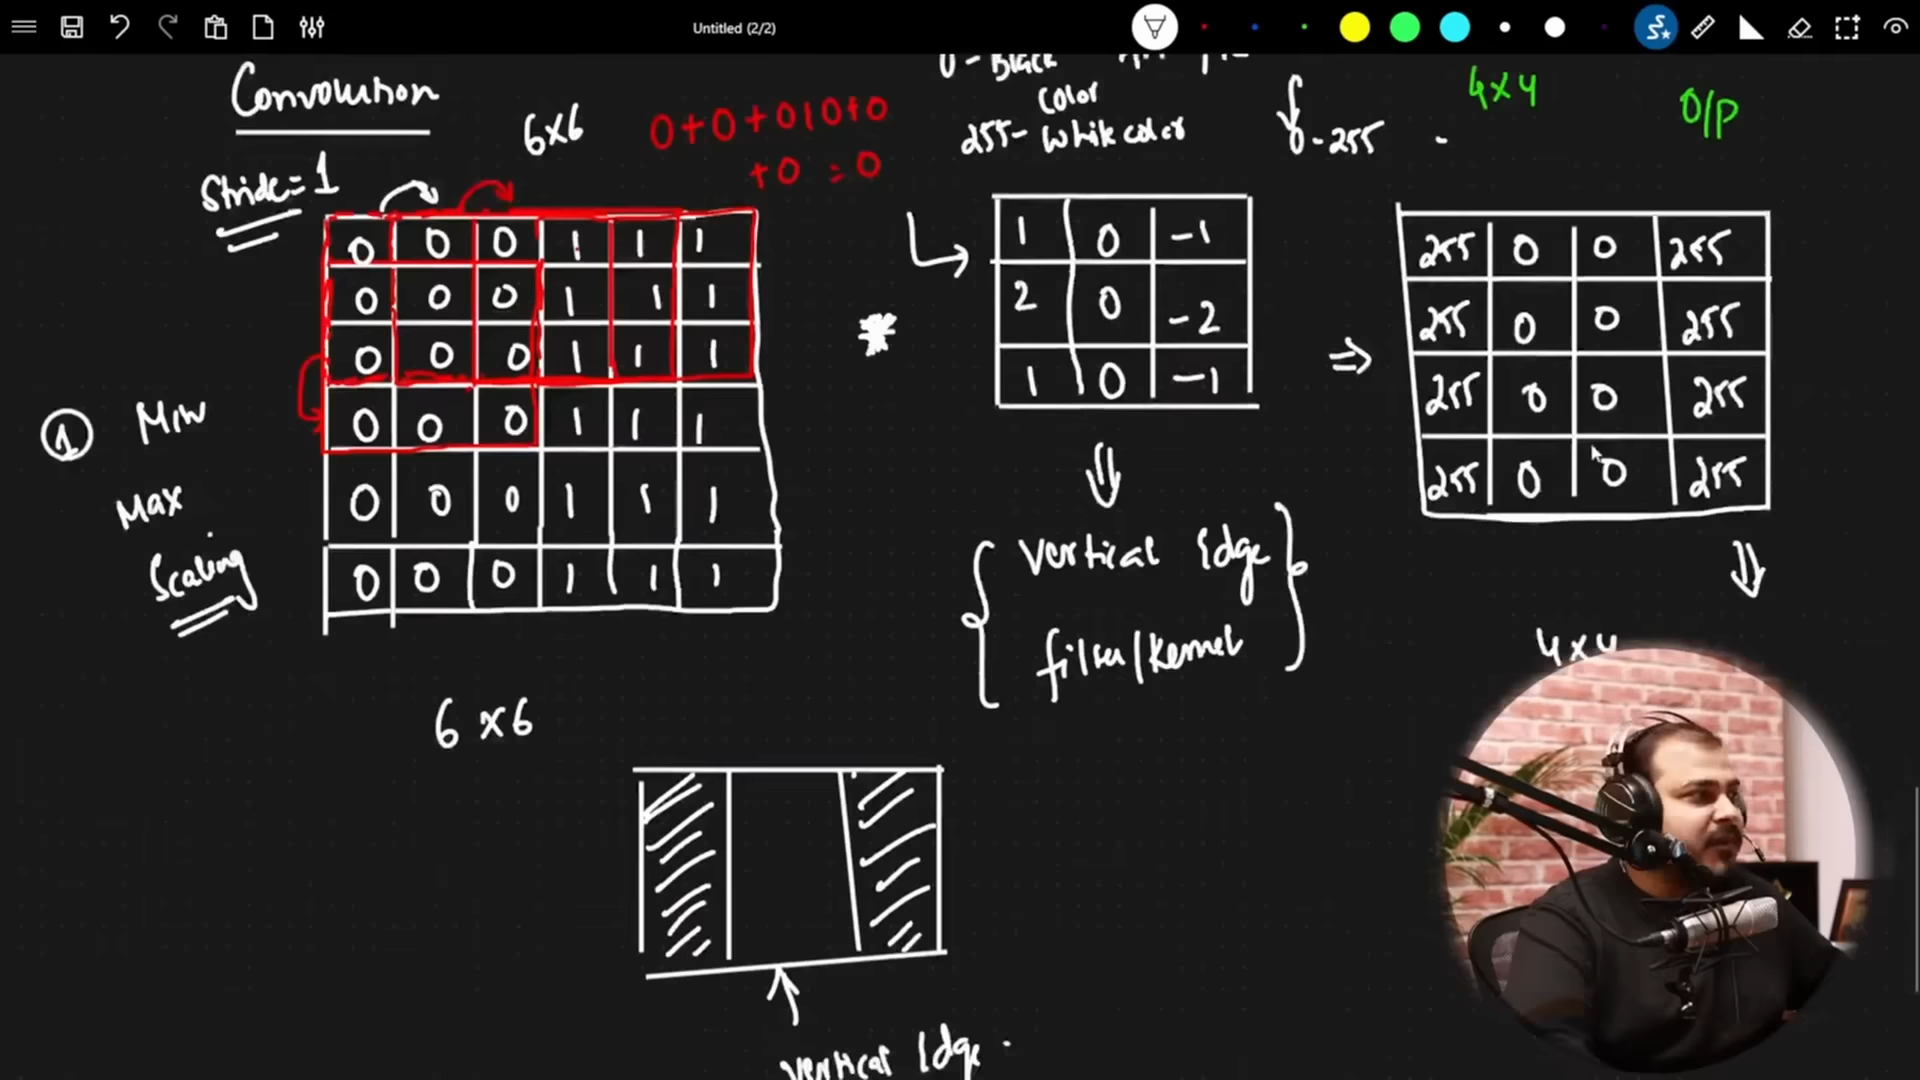 Untitled (2/2)
Convolution
6x6
0+0+010+0
+0 = 0
0 - Black
Color
255 - White color
- 255
4x4
O/P
Stride = 1
0 0 0 1 1 1
0 0 0 1 1 1
0 0 0 1 1 1
0 0 0 1 1 1
0 0 0 1 1 1
0 0 0 1 1 1
*
1 0 -1
2 0 -2
1 0 -1
⇒
255 0 0 255
255 0 0 255
255 0 0 255
255 0 0 255
① Min
Max
Scaling
Vertical Edge
filter/Kernel
4x4
6 x 6
Vertical Edge.